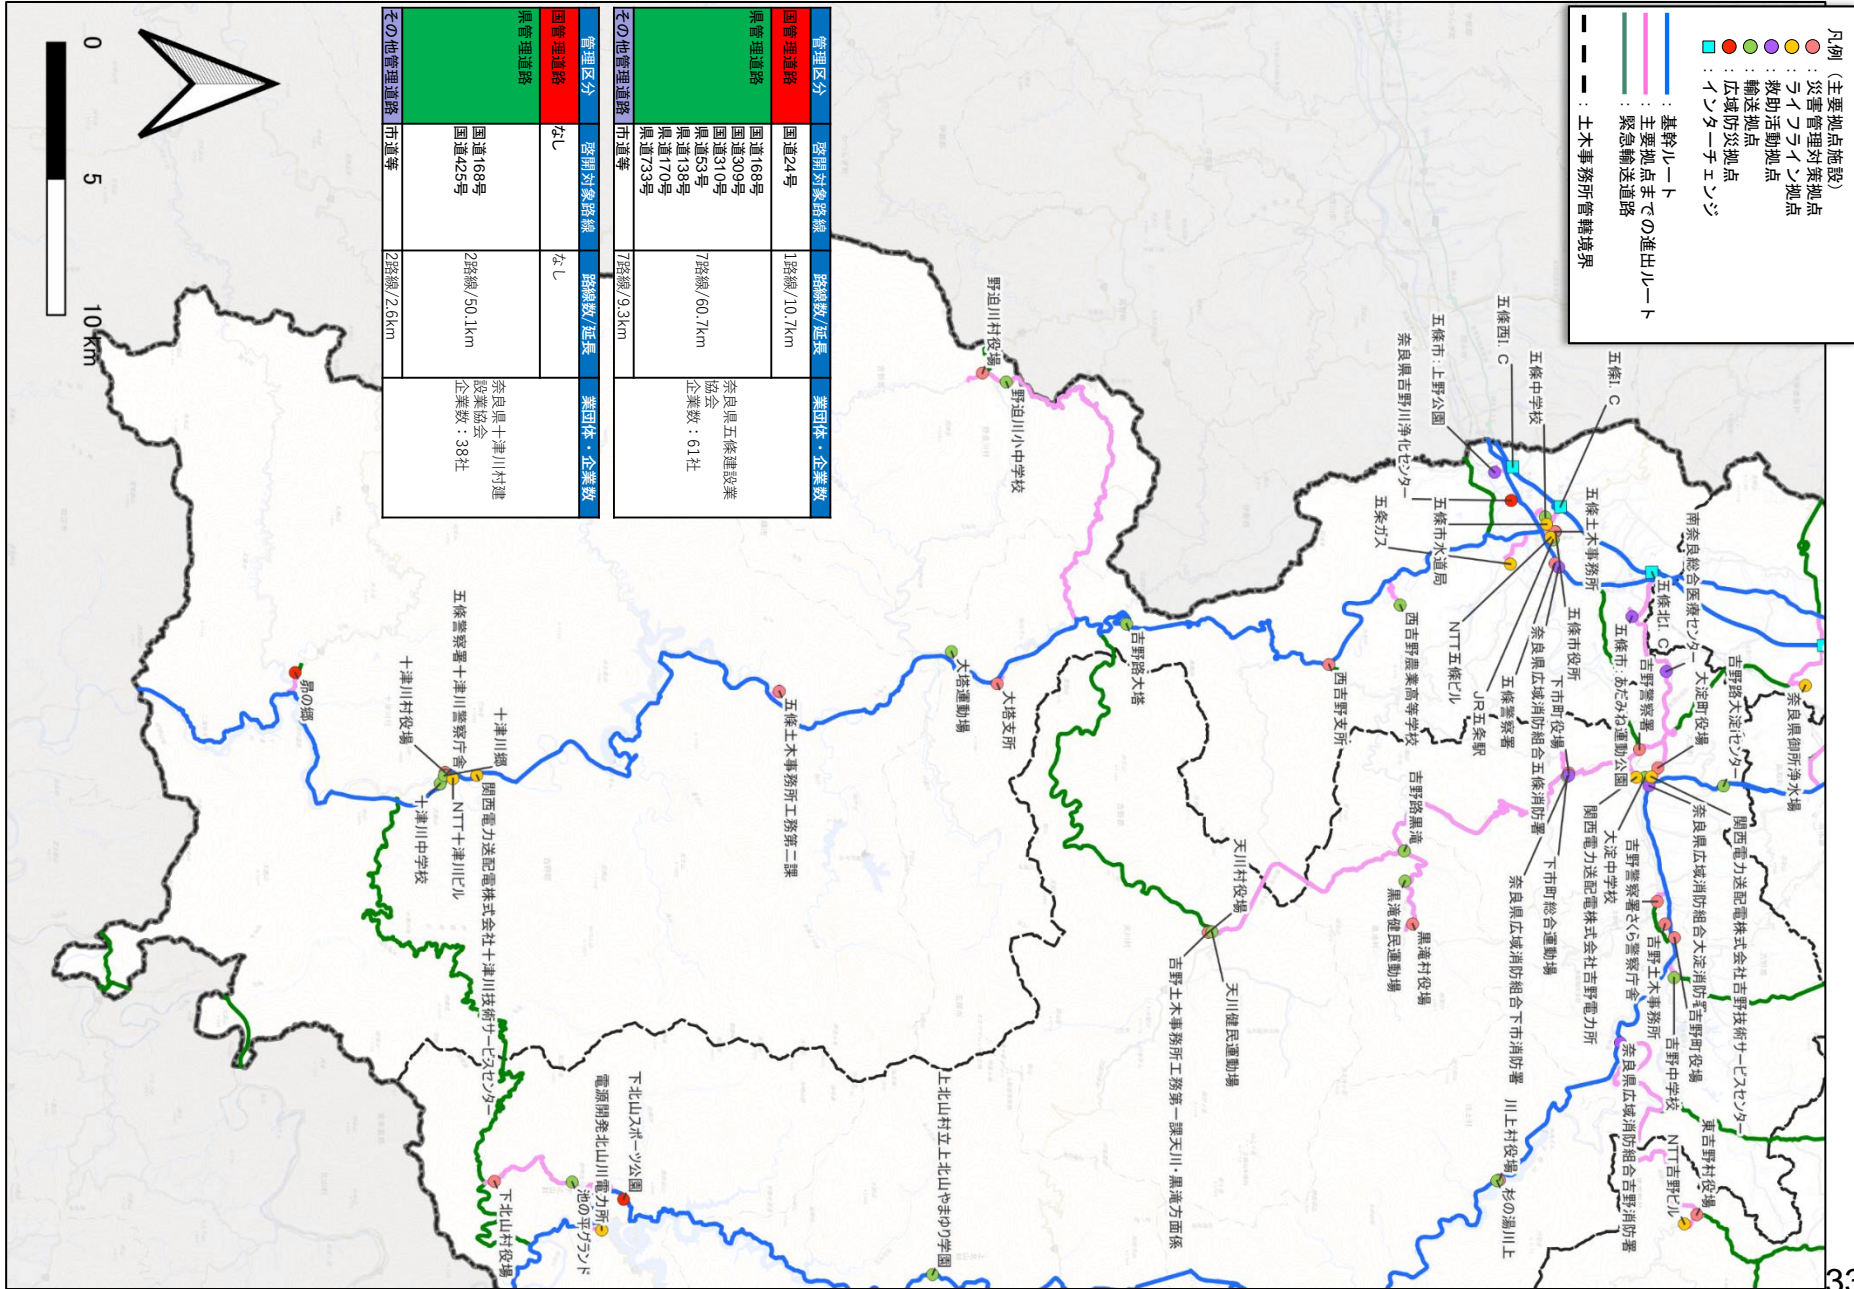 凡例（主要拠点施設）
：災害管理対策拠点
：ライフライン拠点
：救助活動拠点
：輸送拠点
：広域防災拠点
：インターチェンジ
：基幹ルート
：主要拠点までの進出ルート
：緊急輸送道路
：土木事務所管轄境界
管理区分 啓開対象路線 路線数/延長 業団体・企業数
国管理道路 国道24号 1路線/10.7km
県管理道路
国道168号
国道309号
国道310号
県道53号
県道138号
県道170号
県道733号
7路線/60.7km
奈良県五條建設業
協会
企業数：61社
その他管理道路 市道等 7路線/9.3km
管理区分 啓開対象路線 路線数/延長 業団体・企業数
国管理道路 なし なし
県管理道路
国道168号
国道425号
2路線/50.1km
奈良県十津川村建
設業協会
企業数：38社
その他管理道路 市道等 2路線/2.6km
0 5 10 km
五條I.C
五條中学校
五條西I.C
五條市：上野公園
奈良県吉野川浄化センター
五條土木事務所
五條市水道局
五条ガス
南奈良総合医療センター
五條北I.C
五條市役所
奈良県広域消防組合五條消防署
五條警察署
JR五条駅
NTT五條ビル
西吉野農業高等学校
西吉野支所
五條市：あだみね運動公園
吉野警察署
大淀町役場
吉野路大淀iセンター
奈良県御所浄水場
下市町役場
関西電力送配電株式会社吉野技術サービスセンター
奈良県広域消防組合大淀消防署
吉野町役場
吉野中学校
吉野土木事務所
吉野警察署さくら警察庁舎
大淀中学校
関西電力送配電株式会社吉野電力所
下市町総合運動場
奈良県広域消防組合下市消防署
奈良県広域消防組合吉野消防署
東吉野村役場
NTT吉野ビル
川上村役場
杉の湯川上
吉野路黒滝
黒滝健民運動場
黒滝村役場
天川村役場
天川健民運動場
吉野土木事務所工務第一課天川・黒滝方面係
野迫川村役場
野迫川小中学校
吉野路大塔
大塔支所
大塔運動場
五條土木事務所工務第二課
十津川郷
五條警察署十津川警察庁舎
十津川村役場
昴の郷
関西電力送配電株式会社十津川技術サービスセンター
NTT十津川ビル
十津川中学校
上北山村立上北山やまゆり学園
下北山スポーツ公園
電源開発北山川電力所
池の平グランド
下北山村役場
33